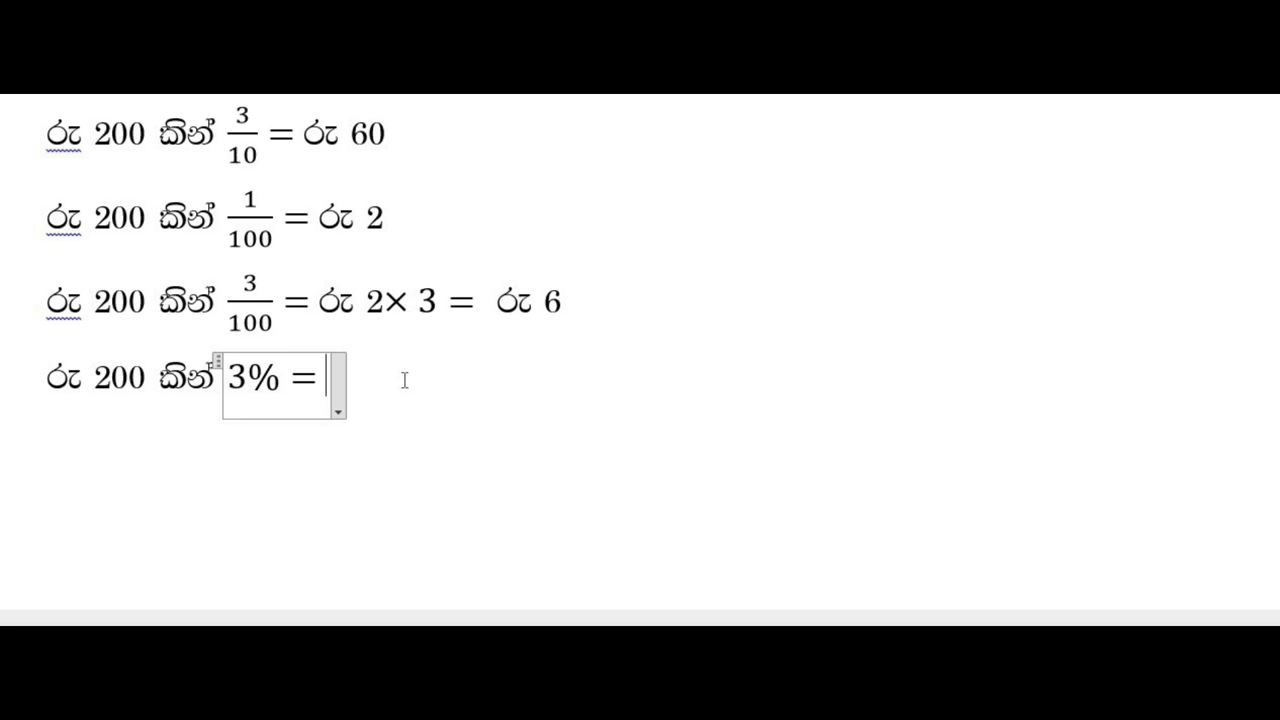 රු 200 කින් 3/10 = රු 60
රු 200 කින් 1/100 = රු 2
රු 200 කින් 3/100 = රු 2× 3 = රු 6
රු 200 කින් 3% =